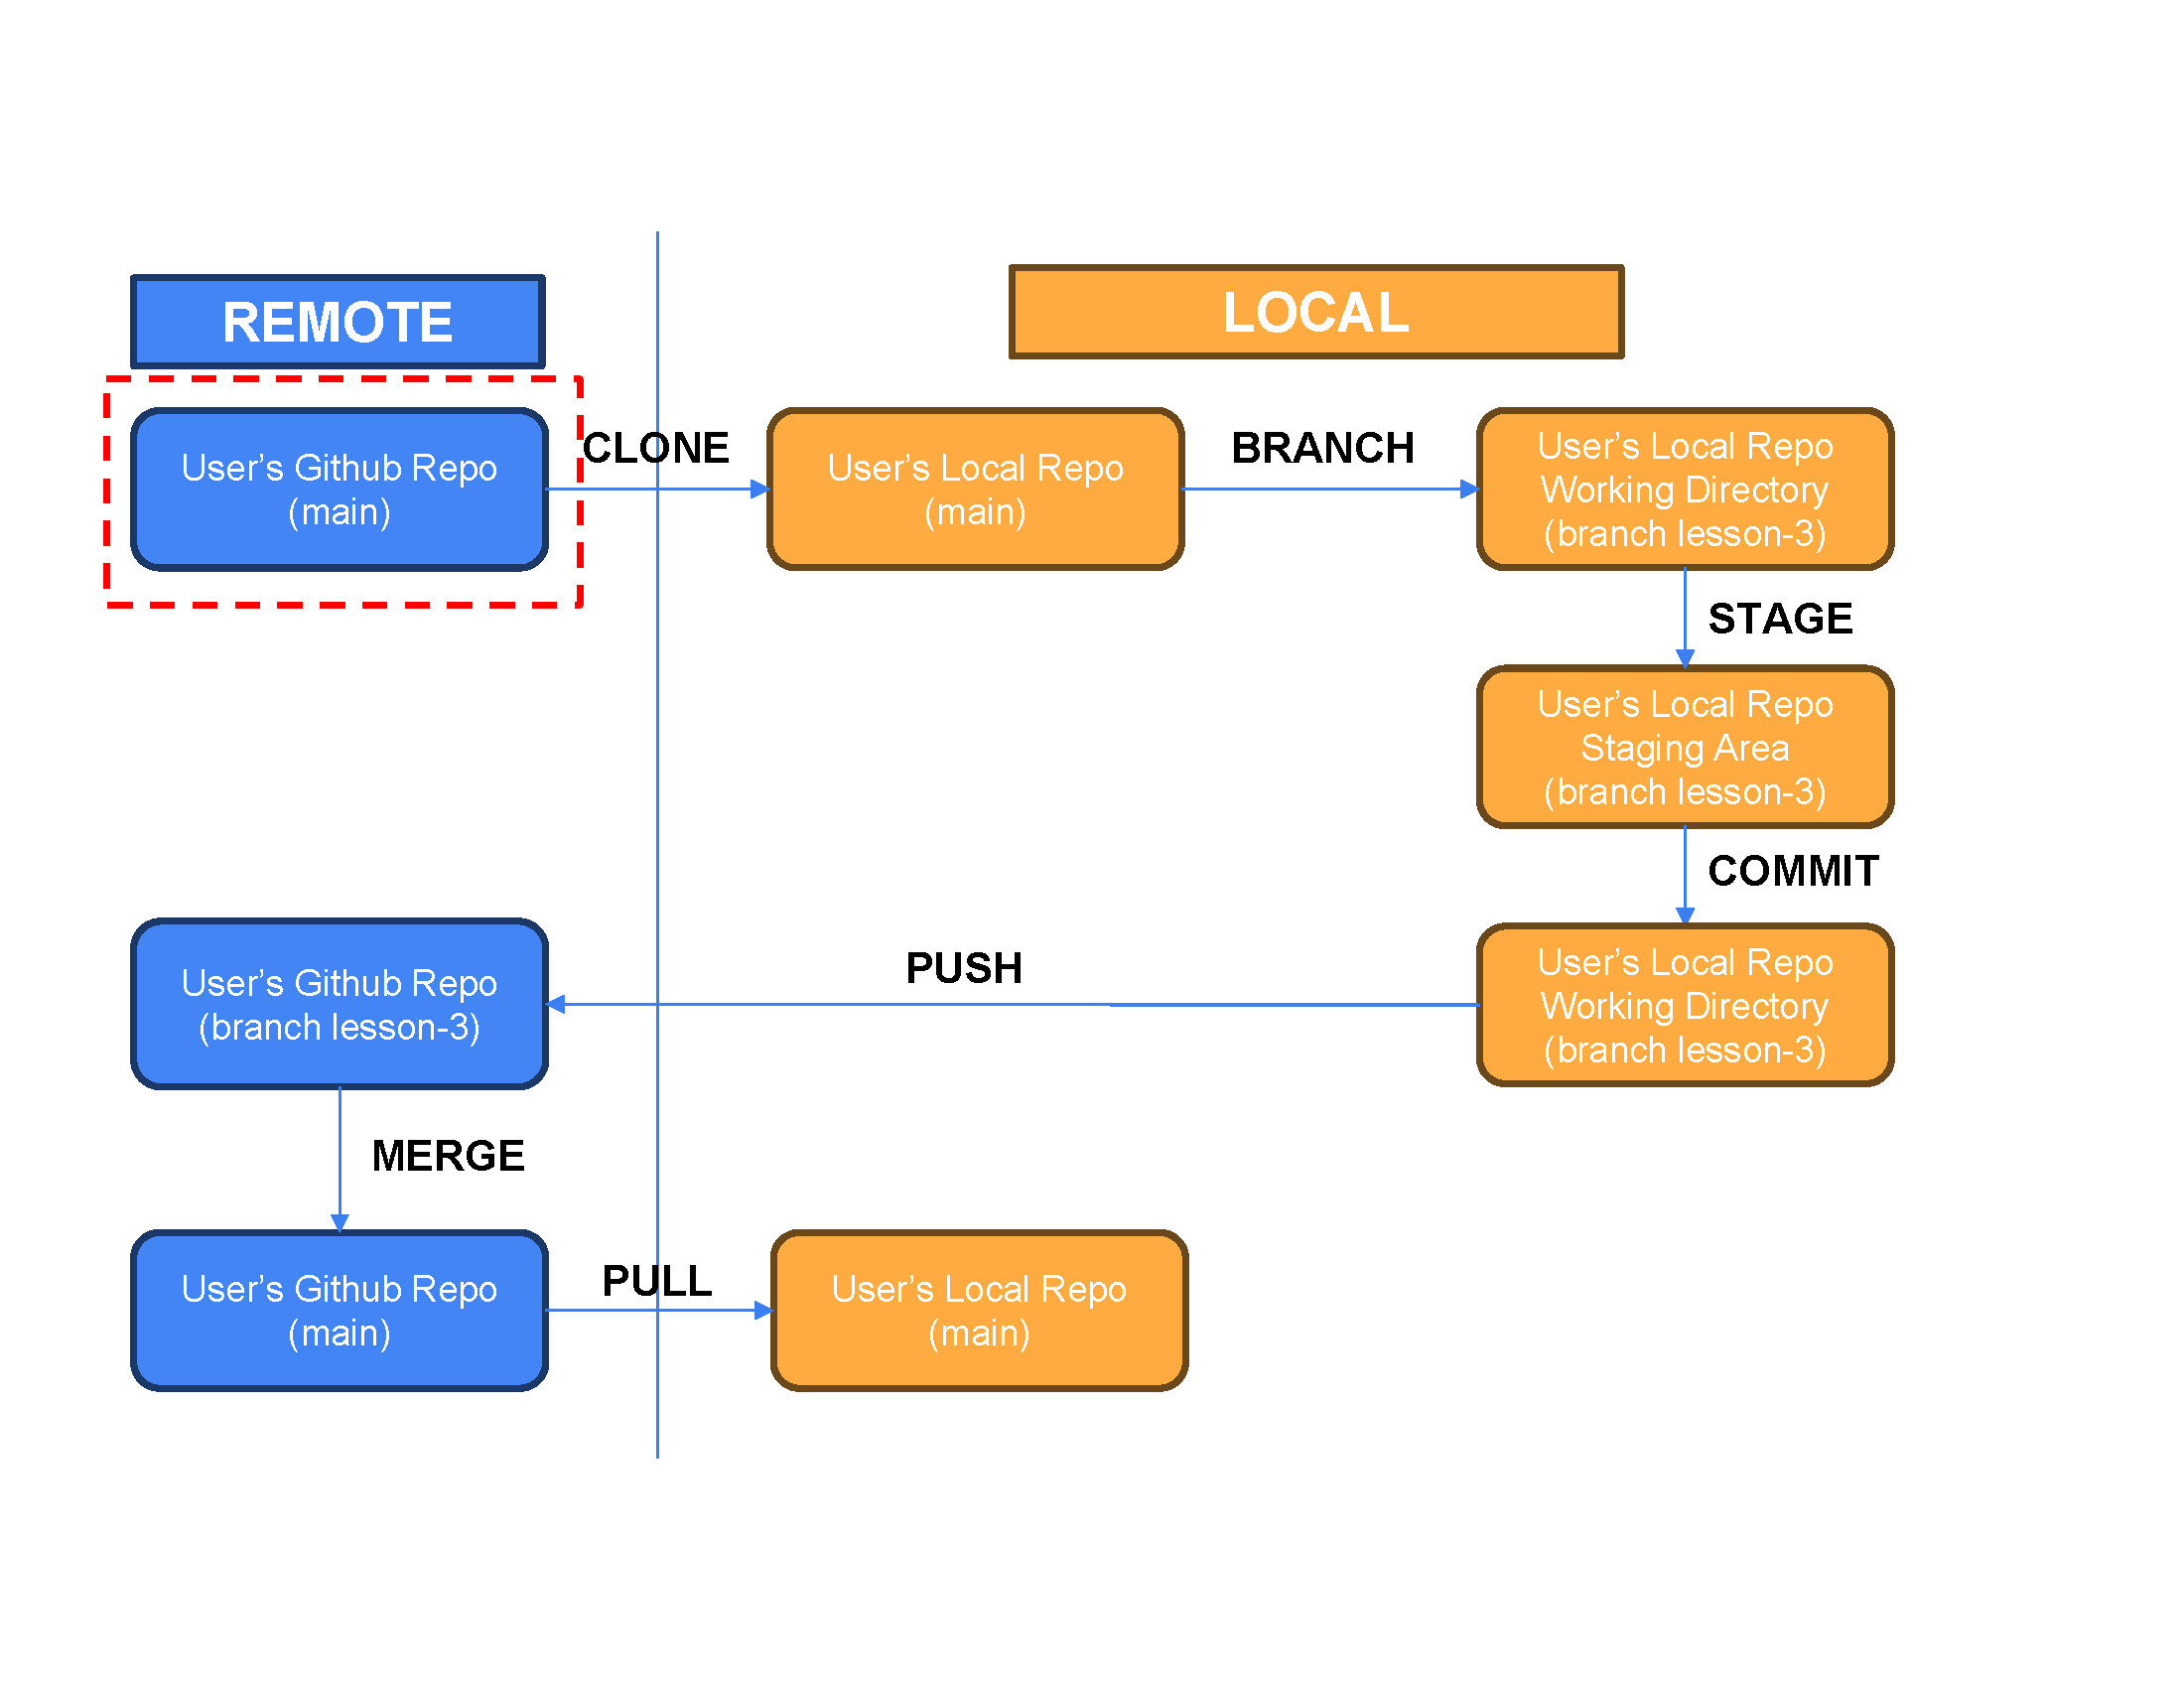 REMOTE
LOCAL
User’s Github Repo
(main)
CLONE
User’s Local Repo
(main)
BRANCH
User’s Local Repo
Working Directory
(branch lesson-3)
STAGE
User’s Local Repo
Staging Area
(branch lesson-3)
COMMIT
User’s Github Repo
(branch lesson-3)
PUSH
User’s Local Repo
Working Directory
(branch lesson-3)
MERGE
User’s Github Repo
(main)
PULL
User’s Local Repo
(main)